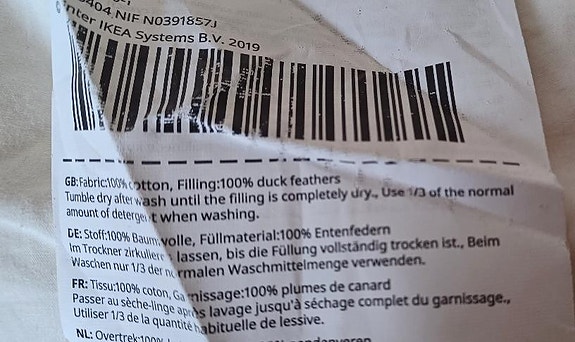 404 NIF N0391857J
Inter IKEA Systems B.V. 2019
GB:Fabric:100% cotton, Filling:100% duck feathers
Tumble dry after wash until the filling is completely dry., Use 1/3 of the normal
amount of detergent when washing.
DE: Stoff:100% Baumwolle, Füllmaterial:100% Entenfedern
Im Trockner zirkulieren lassen, bis die Füllung vollständig trocken ist., Beim
Waschen nur 1/3 der normalen Waschmittelmenge verwenden.
FR: Tissu:100% coton, Garnissage:100% plumes de canard
Passer au sèche-linge après lavage jusqu'à séchage complet du garnissage.,
Utiliser 1/3 de la quantité habituelle de lessive.
NL: Overtrek:100%